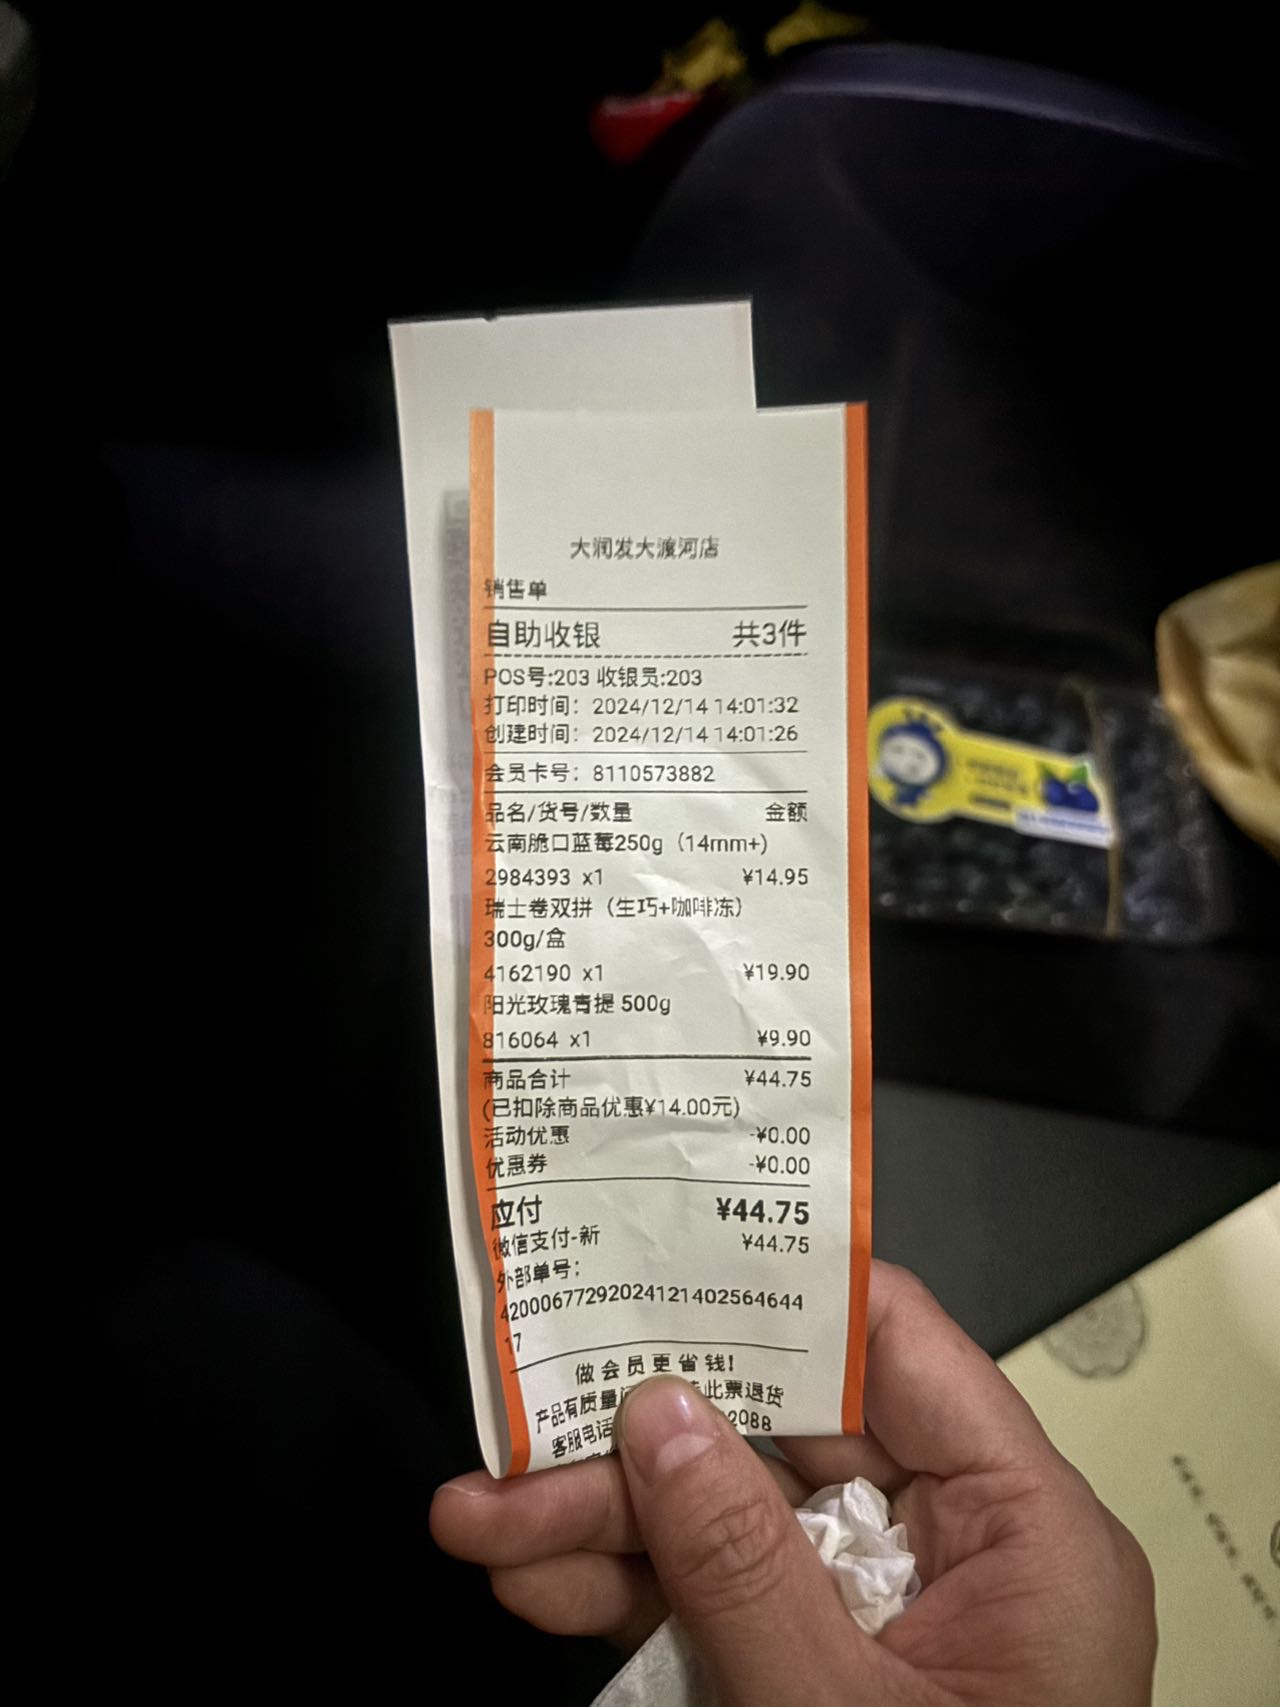 大润发大渡河店
销售单
自助收银 共3件
POS号:203 收银员:203
打印时间：2024/12/14 14:01:32
创建时间：2024/12/14 14:01:26
会员卡号：8110573882
品名/货号/数量 金额
云南脆口蓝莓250g（14mm+）
2984393 x1 ¥14.95
瑞士卷双拼（生巧+咖啡冻）
300g/盒
4162190 x1 ¥19.90
阳光玫瑰青提 500g
816064 x1 ¥9.90
商品合计 ¥44.75
(已扣除商品优惠¥14.00元)
活动优惠 -¥0.00
优惠券 -¥0.00
应付 ¥44.75
微信支付-新 ¥44.75
外部单号：
42000677292024121402564644
17
做会员更省钱!
产品有质量 此票退货
客服电话 2088